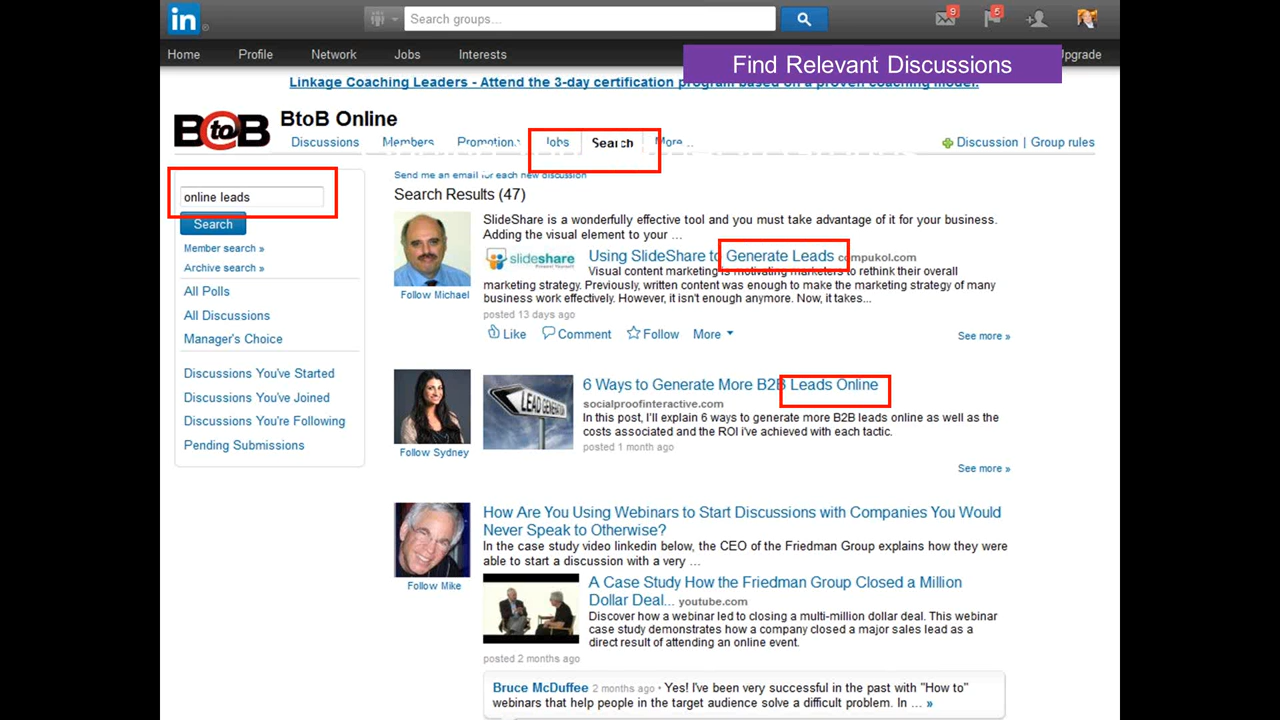 in
Search groups...
9
5
Home Profile Network Jobs Interests
Upgrade
Find Relevant Discussions
Linkage Coaching Leaders - Attend the 3-day certification program based on a proven coaching model.
BtoB
BtoB Online
Discussions Members Promotions Jobs Search More...
Discussion | Group rules
online leads
Search
Member search »
Archive search »
All Polls
All Discussions
Manager's Choice
Discussions You've Started
Discussions You've Joined
Discussions You're Following
Pending Submissions
Send me an email for each new discussion
Search Results (47)
Follow Michael
SlideShare is a wonderfully effective tool and you must take advantage of it for your business.
Adding the visual element to your ...
slideshare
Present Yourself
Using SlideShare to Generate Leads compukol.com
Visual content marketing is motivating marketers to rethink their overall
marketing strategy. Previously, written content was enough to make the marketing strategy of many
business work effectively. However, it isn't enough anymore. Now, it takes...
posted 13 days ago
Like Comment Follow More
See more »
Follow Sydney
LEAD GENERATION
6 Ways to Generate More B2B Leads Online
socialproofinteractive.com
In this post, I'll explain 6 ways to generate more B2B leads online as well as the
costs associated and the ROI i've achieved with each tactic.
posted 1 month ago
See more »
Follow Mike
How Are You Using Webinars to Start Discussions with Companies You Would
Never Speak to Otherwise?
In the case study video linkedin below, the CEO of the Friedman Group explains how they were
able to start a discussion with a very ...
A Case Study How the Friedman Group Closed a Million
Dollar Deal... youtube.com
Discover how a webinar led to closing a multi-million dollar deal. This webinar
case study demonstrates how a company closed a major sales lead as a
direct result of attending an online event.
posted 2 months ago
Bruce McDuffee 2 months ago • Yes! I've been very successful in the past with "How to"
webinars that help people in the target audience solve a difficult problem. In ... »